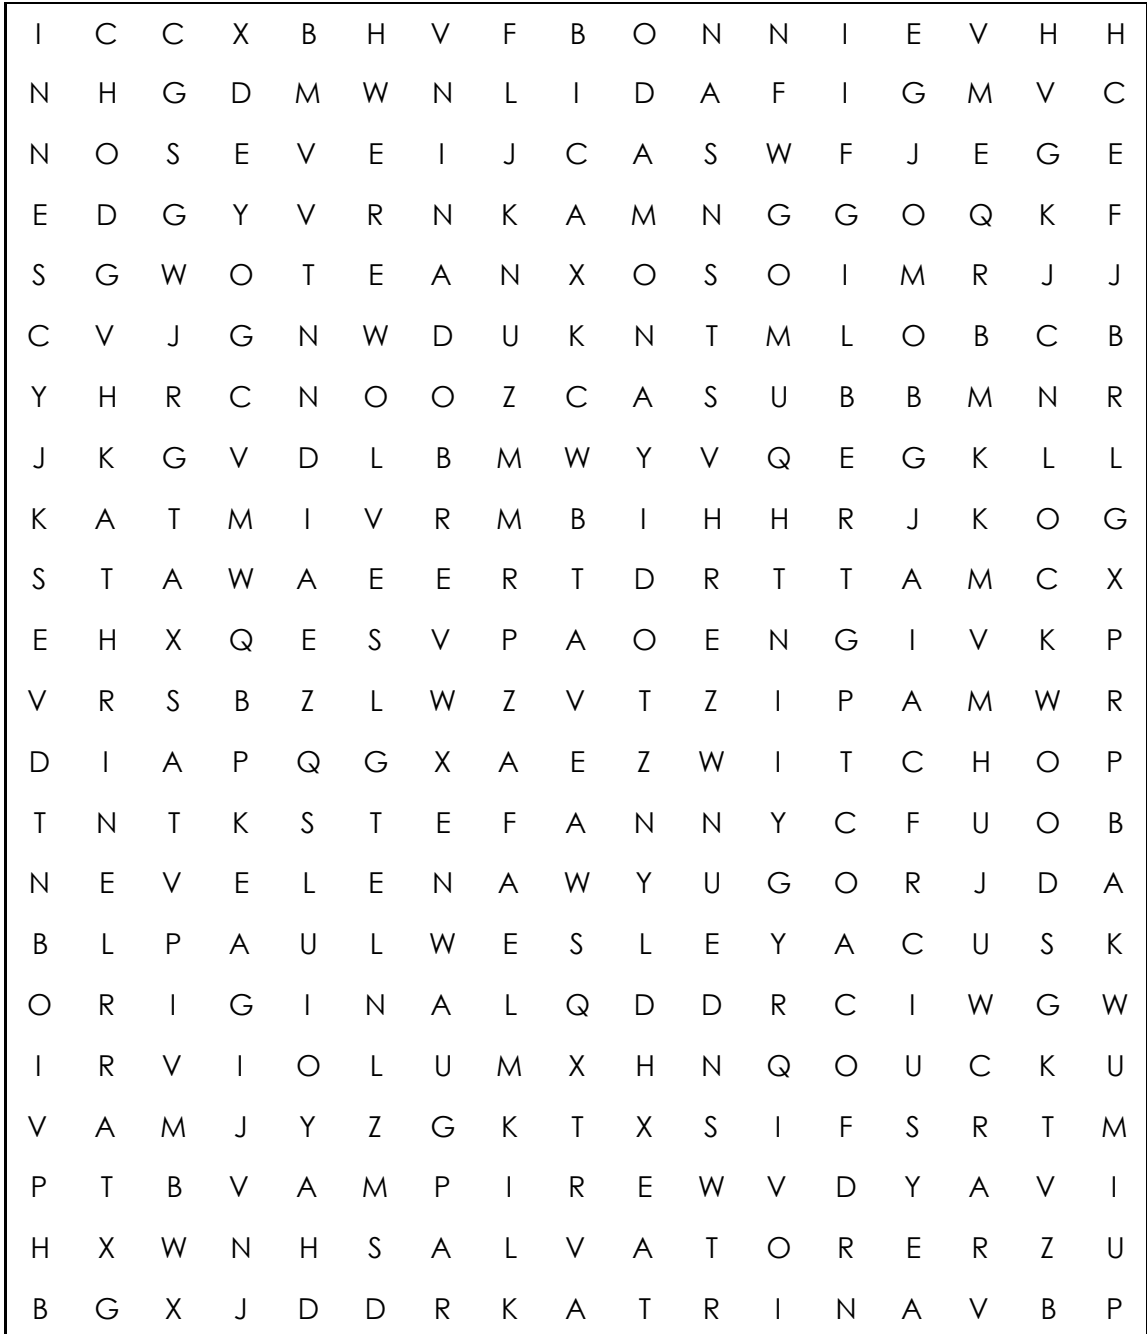 I C C X B H V F B O N N I E V H H
N H G D M W N L I D A F I G M V C
N O S E V E I J C A S W F J E G E
E D G Y V R N K A M N G G O Q K F
S G W O T E A N X O S O I M R J J
C V J G N W D U K N T M L O B C B
Y H R C N O O Z C A S U B B M N R
J K G V D L B M W Y V Q E G K L L
K A T M I V R M B I H H R J K O G
S T A W A E E R T D R T T A M C X
E H X Q E S V P A O E N G I V K P
V R S B Z L W Z V T Z I P A M W R
D I A P Q G X A E Z W I T C H O P
T N T K S T E F A N N Y C F U O B
N E V E L E N A W Y U G O R J D A
B L P A U L W E S L E Y A C U S K
O R I G I N A L Q D D R C I W G W
I R V I O L U M X H N Q O U C K U
V A M J Y Z G K T X S I F S R T M
P T B V A M P I R E W V D Y A V I
H X W N H S A L V A T O R E R Z U
B G X J D D R K A T R I N A V B P